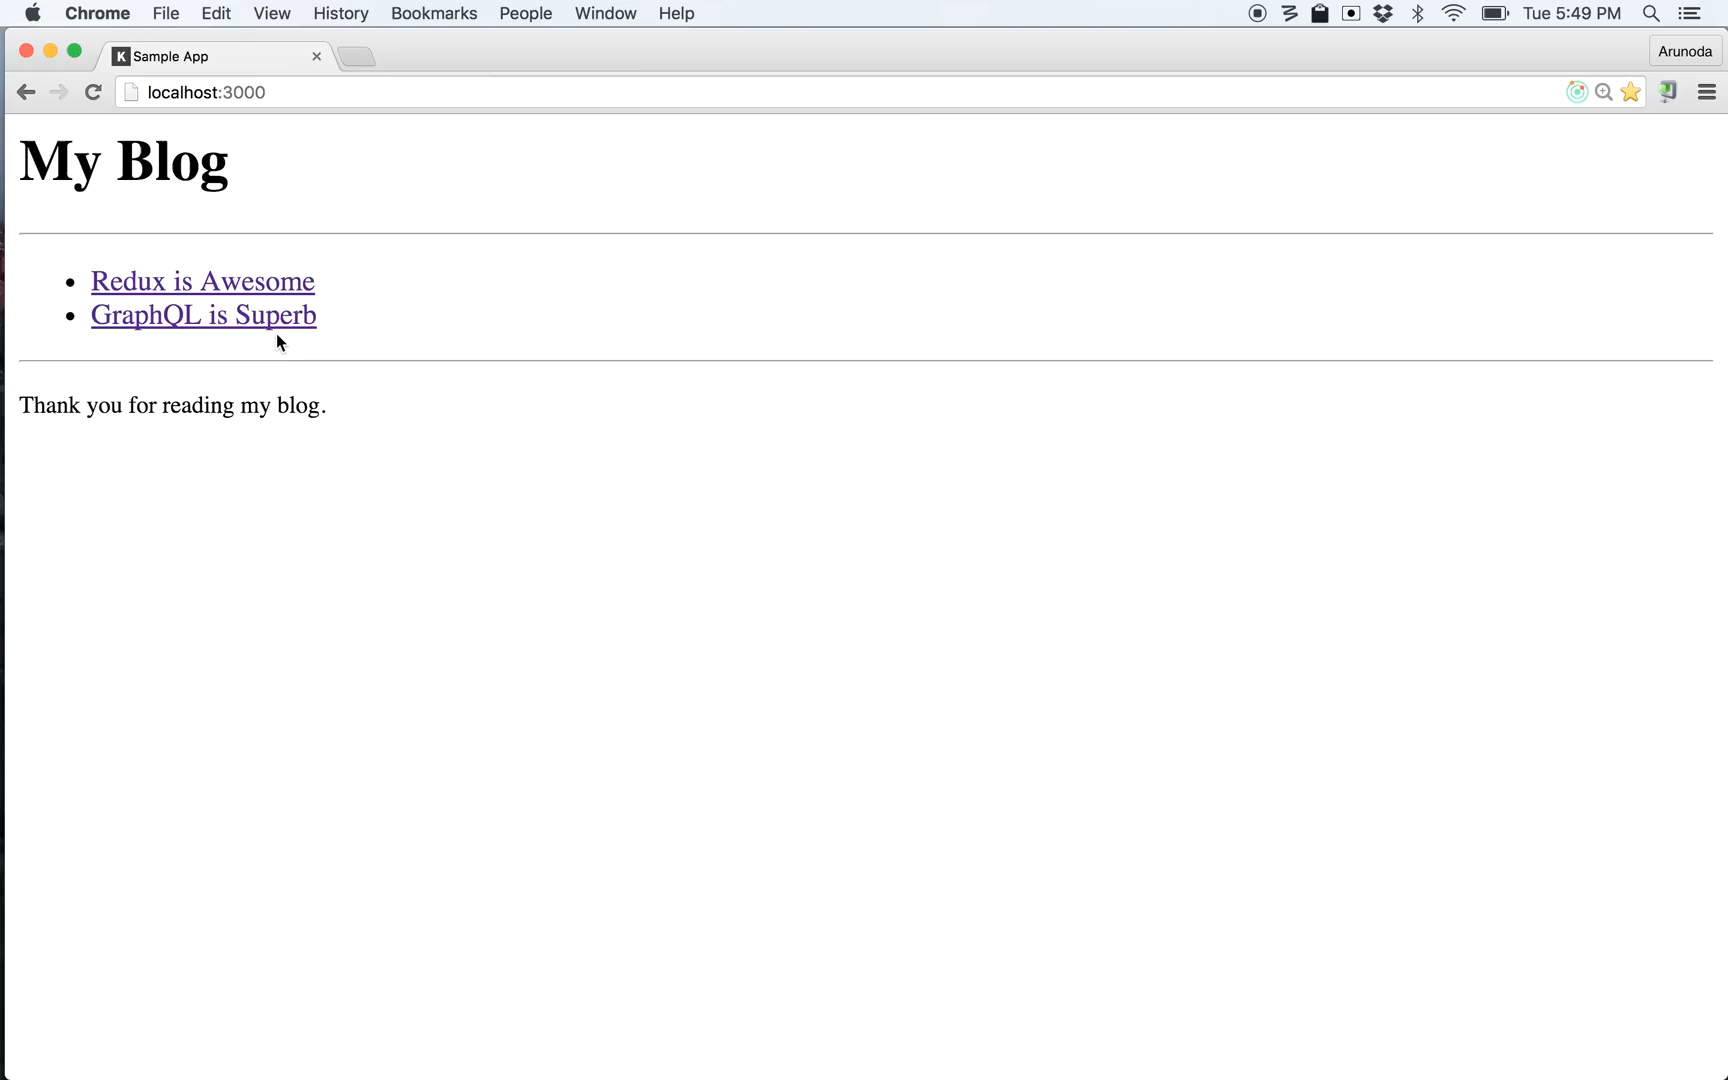 Chrome File Edit View History Bookmarks People Window Help Tue 5:49 PM
K Sample App Arunoda
localhost:3000
My Blog
Redux is Awesome
GraphQL is Superb
Thank you for reading my blog.